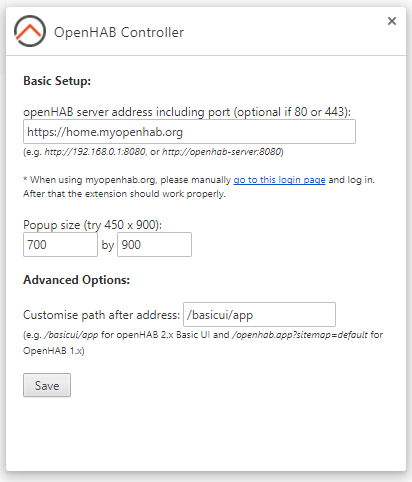 OpenHAB Controller
×
Basic Setup:
openHAB server address including port (optional if 80 or 443):
https://home.myopenhab.org
(e.g. http://192.168.0.1:8080, or http://openhab-server:8080)
* When using myopenhab.org, please manually go to this login page and log in.
After that the extension should work properly.
Popup size (try 450 x 900):
700 by 900
Advanced Options:
Customise path after address: /basicui/app
(e.g. /basicui/app for openHAB 2.x Basic UI and /openhab.app?sitemap=default for
OpenHAB 1.x)
Save